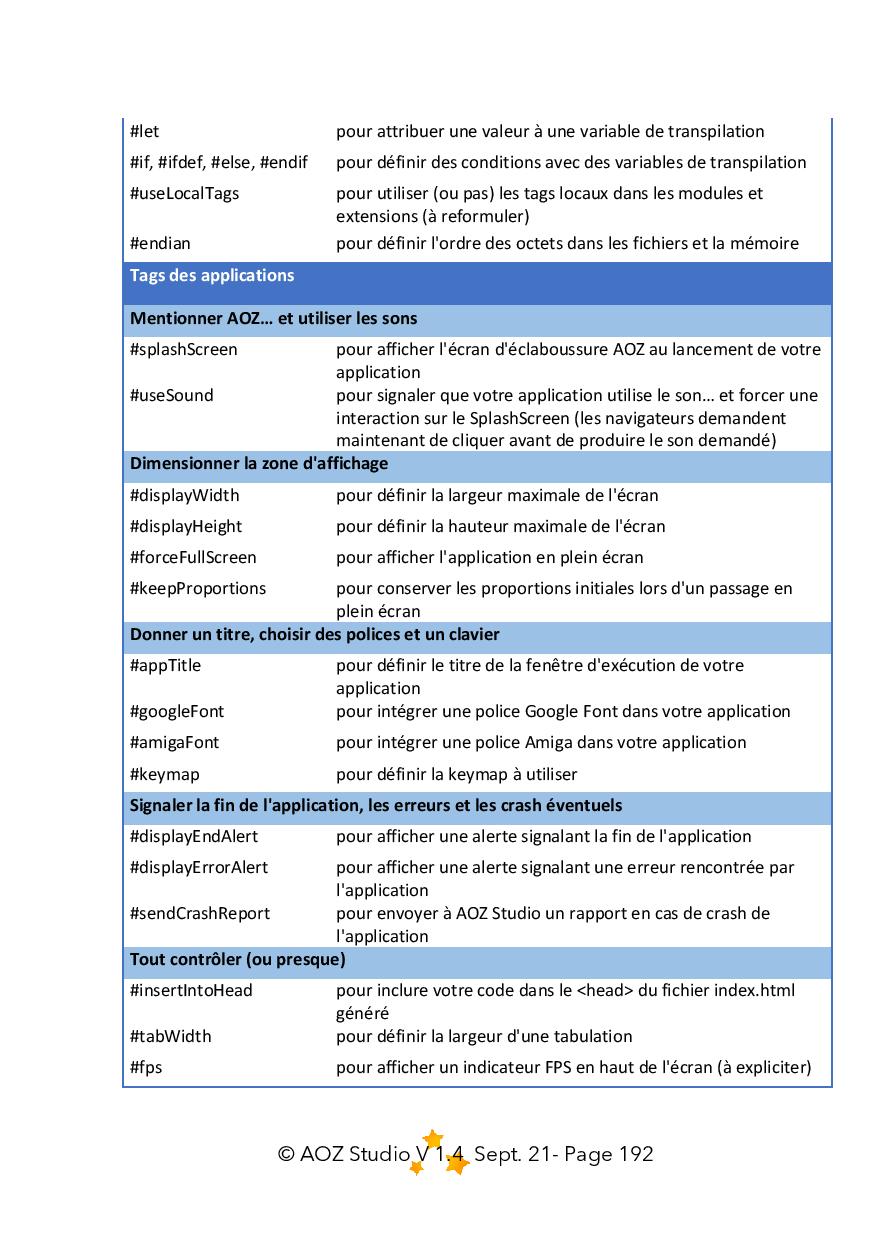 #let pour attribuer une valeur à une variable de transpilation
#if, #ifdef, #else, #endif pour définir des conditions avec des variables de transpilation
#useLocalTags pour utiliser (ou pas) les tags locaux dans les modules et
extensions (à reformuler)
#endian pour définir l'ordre des octets dans les fichiers et la mémoire
Tags des applications
Mentionner AOZ… et utiliser les sons
#splashScreen pour afficher l'écran d'éclaboussure AOZ au lancement de votre
application
#useSound pour signaler que votre application utilise le son… et forcer une
interaction sur le SplashScreen (les navigateurs demandent
maintenant de cliquer avant de produire le son demandé)
Dimensionner la zone d'affichage
#displayWidth pour définir la largeur maximale de l'écran
#displayHeight pour définir la hauteur maximale de l'écran
#forceFullScreen pour afficher l'application en plein écran
#keepProportions pour conserver les proportions initiales lors d'un passage en
plein écran
Donner un titre, choisir des polices et un clavier
#appTitle pour définir le titre de la fenêtre d'exécution de votre
application
#googleFont pour intégrer une police Google Font dans votre application
#amigaFont pour intégrer une police Amiga dans votre application
#keymap pour définir la keymap à utiliser
Signaler la fin de l'application, les erreurs et les crash éventuels
#displayEndAlert pour afficher une alerte signalant la fin de l'application
#displayErrorAlert pour afficher une alerte signalant une erreur rencontrée par
l'application
#sendCrashReport pour envoyer à AOZ Studio un rapport en cas de crash de
l'application
Tout contrôler (ou presque)
#insertIntoHead pour inclure votre code dans le <head> du fichier index.html
généré
#tabWidth pour définir la largeur d'une tabulation
#fps pour afficher un indicateur FPS en haut de l'écran (à expliciter)
© AOZ Studio V 1.4 Sept. 21- Page 192